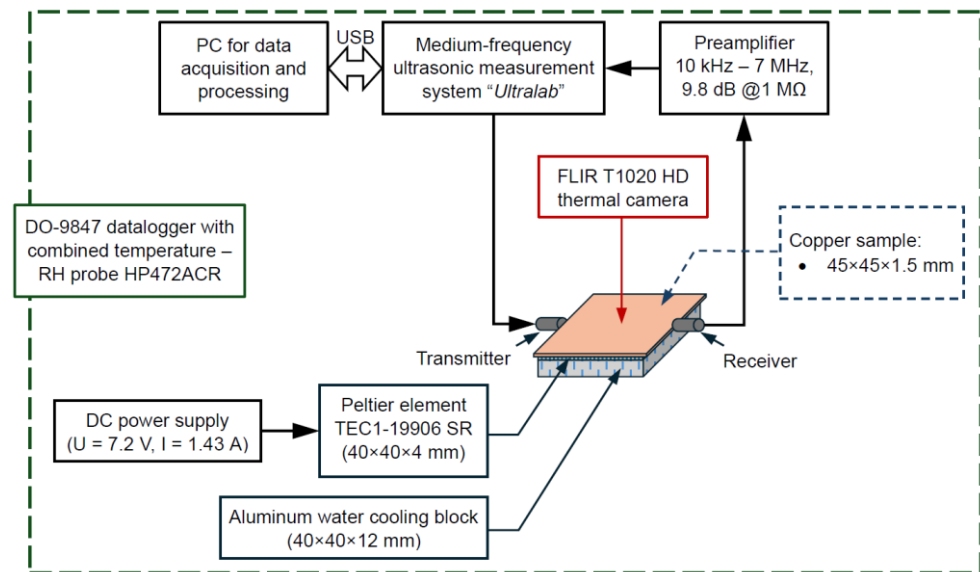 PC for data
acquisition and
processing
USB
Medium-frequency
ultrasonic measurement
system “Ultralab”
Preamplifier
10 kHz – 7 MHz,
9.8 dB @1 MΩ
FLIR T1020 HD
thermal camera
DO-9847 datalogger with
combined temperature –
RH probe HP472ACR
Copper sample:
• 45×45×1.5 mm
Transmitter
Receiver
DC power supply
(U = 7.2 V, I = 1.43 A)
Peltier element
TEC1-19906 SR
(40×40×4 mm)
Aluminum water cooling block
(40×40×12 mm)